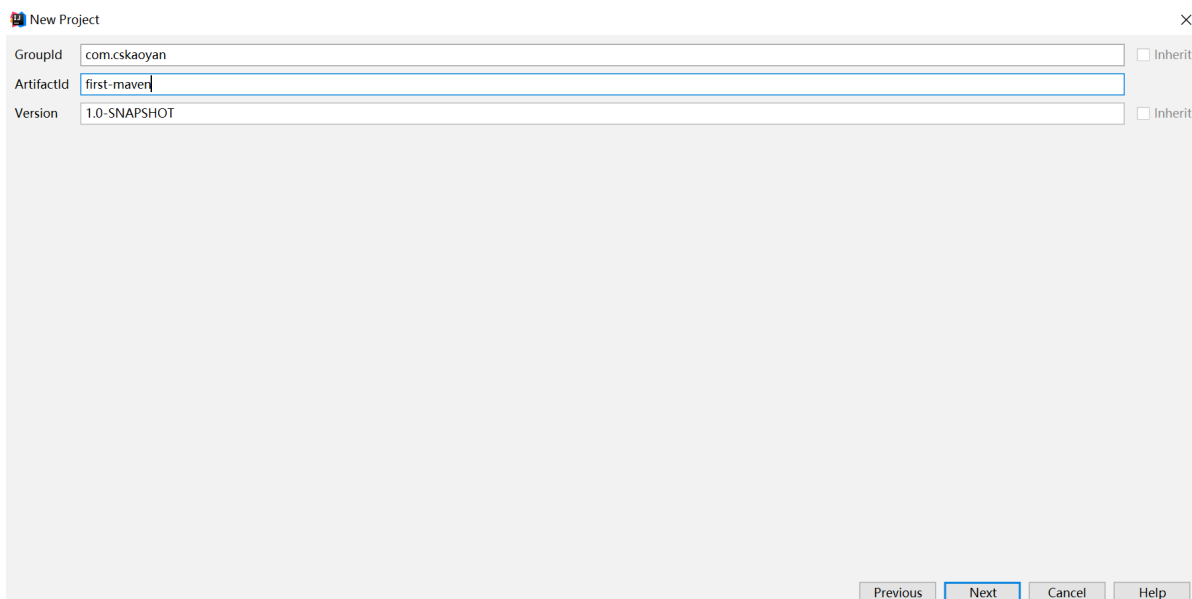 New Project
GroupId com.cskaoyan Inherit
ArtifactId first-maven
Version 1.0-SNAPSHOT Inherit
Previous Next Cancel Help